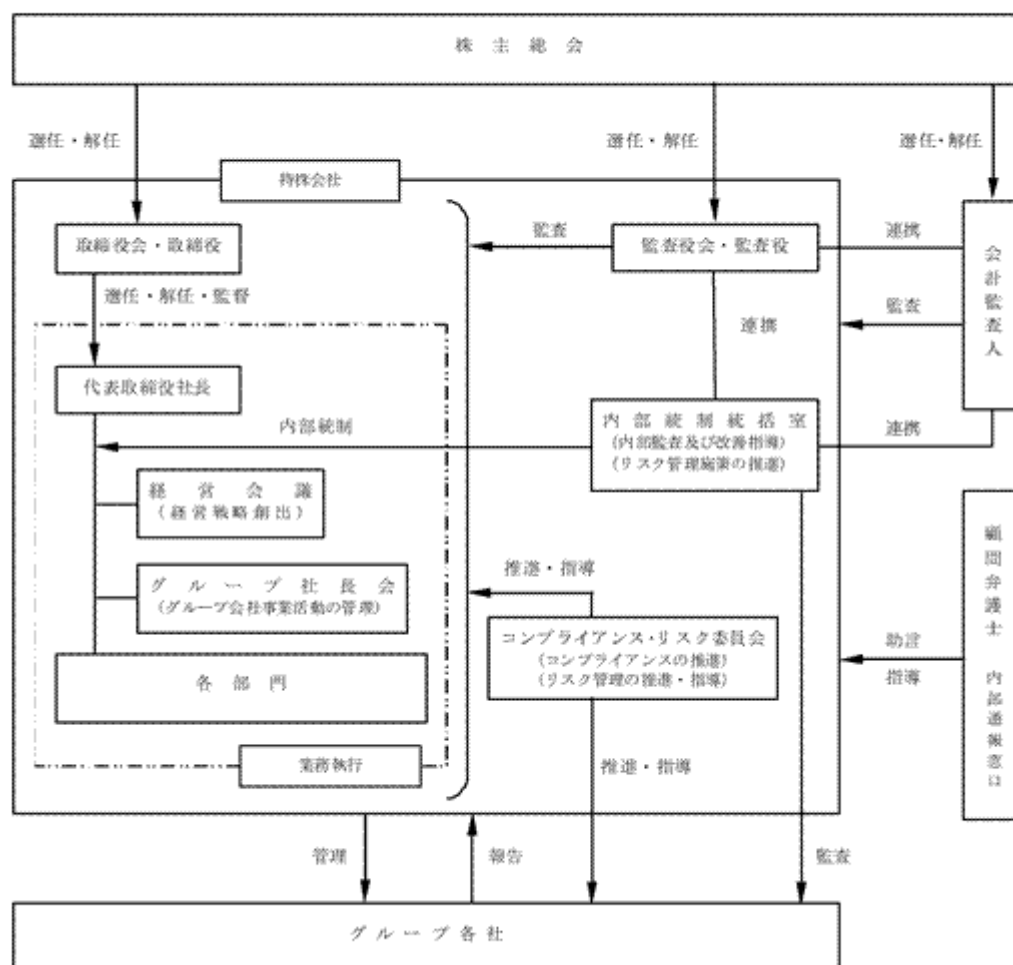 株主総会
選任・解任
選任・解任
選任・解任
持株会社
取締役会・取締役
監査
監査役会・監査役
連携
会計監査人
選任・解任・監督
連携
監査
代表取締役社長
内部統制
内部統制統括室
(内部監査及び改善指導)
(リスク管理施策の推進)
連携
経営会議
(経営戦略創出)
グループ社長会
(グループ会社事業活動の管理)
推進・指導
コンプライアンス・リスク委員会
(コンプライアンスの推進)
(リスク管理の推進・指導)
顧問弁護士 内部通報窓口
助言
指導
各部門
業務執行
推進・指導
管理
報告
監査
グループ各社